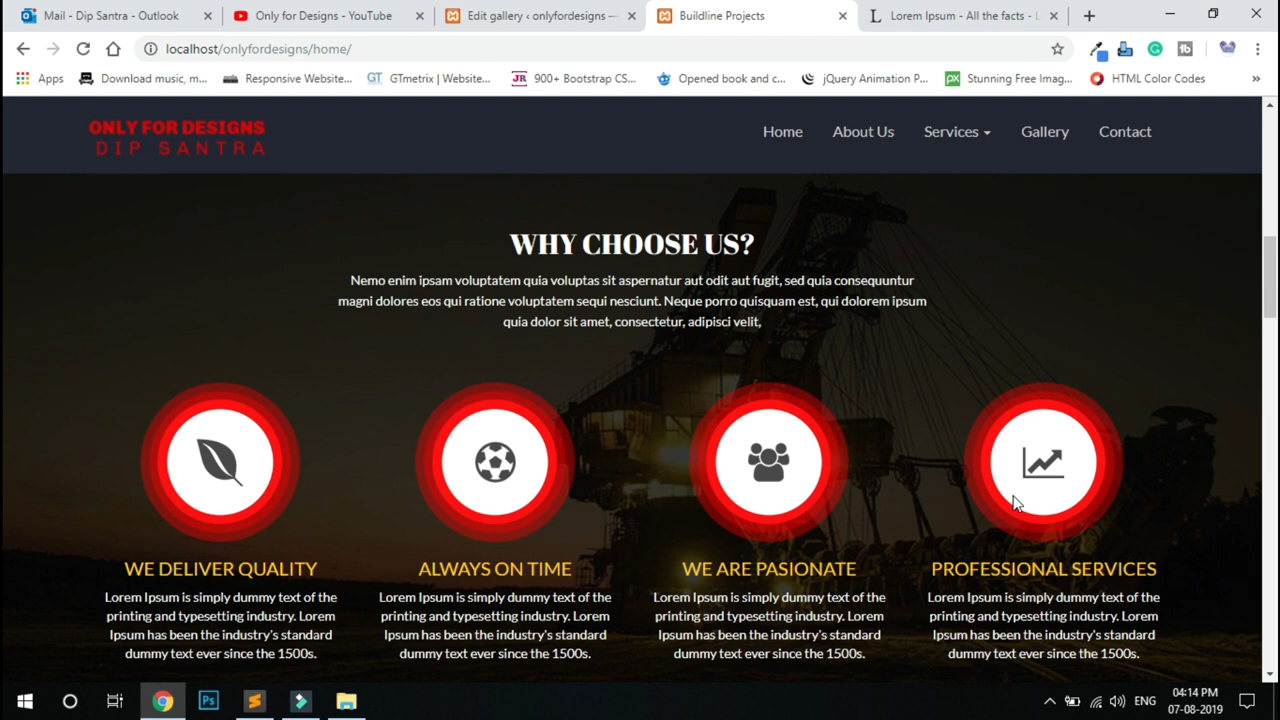 Mail - Dip Santra - Outlook
Only for Designs - YouTube
Edit gallery ‹ onlyfordesigns —
Buildline Projects
Lorem Ipsum - All the facts - L
localhost/onlyfordesigns/home/
Apps
Download music, m...
Responsive Website...
GT GTmetrix | Website...
JR 900+ Bootstrap CS...
Opened book and c...
jQuery Animation P...
px Stunning Free Imag...
HTML Color Codes
»
ONLY FOR DESIGNS
DIP SANTRA
Home
About Us
Services
Gallery
Contact
WHY CHOOSE US?
Nemo enim ipsam voluptatem quia voluptas sit aspernatur aut odit aut fugit, sed quia consequuntur
magni dolores eos qui ratione voluptatem sequi nesciunt. Neque porro quisquam est, qui dolorem ipsum
quia dolor sit amet, consectetur, adipisci velit,
WE DELIVER QUALITY
Lorem Ipsum is simply dummy text of the
printing and typesetting industry. Lorem
Ipsum has been the industry's standard
dummy text ever since the 1500s.
ALWAYS ON TIME
Lorem Ipsum is simply dummy text of the
printing and typesetting industry. Lorem
Ipsum has been the industry's standard
dummy text ever since the 1500s.
WE ARE PASIONATE
Lorem Ipsum is simply dummy text of the
printing and typesetting industry. Lorem
Ipsum has been the industry's standard
dummy text ever since the 1500s.
PROFESSIONAL SERVICES
Lorem Ipsum is simply dummy text of the
printing and typesetting industry. Lorem
Ipsum has been the industry's standard
dummy text ever since the 1500s.
Ps
ENG
04:14 PM
07-08-2019